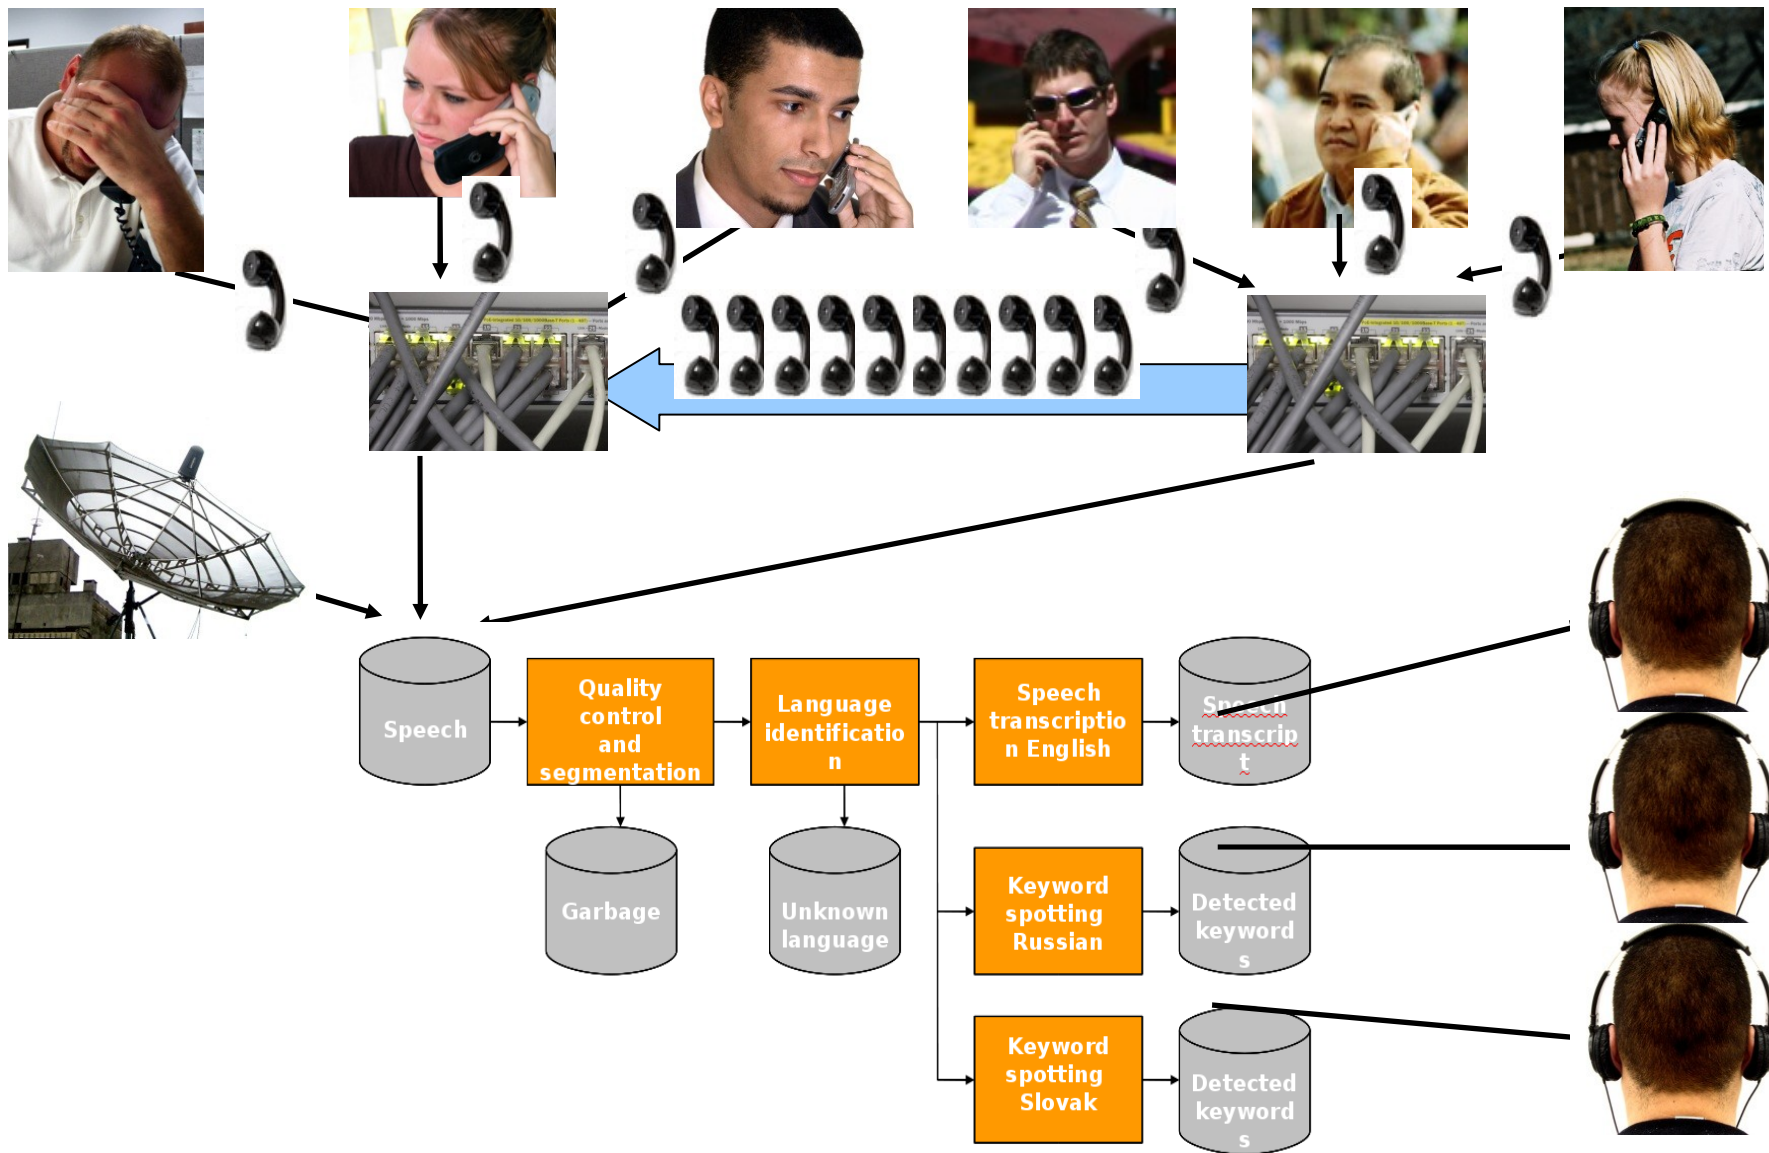 Speech
Quality
control
and
segmentation
Language
identificatio
n
Speech
transcriptio
n English
Speech
transcrip
t
Garbage
Unknown
language
Keyword
spotting
Russian
Detected
keyword
s
Keyword
spotting
Slovak
Detected
keyword
s